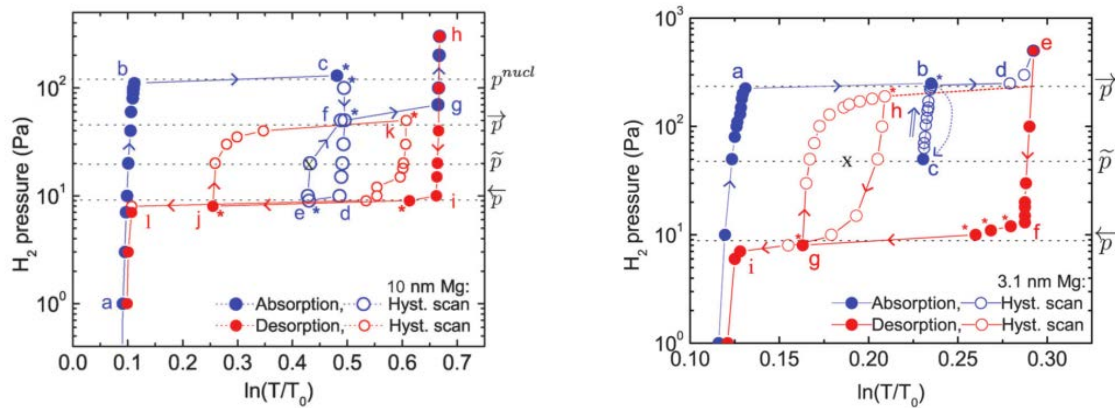 10²
10¹
10⁰
H₂ pressure (Pa)
0.0 0.1 0.2 0.3 0.4 0.5 0.6 0.7
ln(T/T₀)
a
b
c
*
d
e
*
f
*
g
h
i
*
j
*
k
*
l
p^nucl
p→
p̃
p←
10 nm Mg:
Absorption, Hyst. scan
Desorption, Hyst. scan
10³
10²
10¹
10⁰
H₂ pressure (Pa)
0.10 0.15 0.20 0.25 0.30
ln(T/T₀)
a
b
*
c
d
e
f
* * *
g
*
h
*
i
x
p→
p̃
p←
3.1 nm Mg:
Absorption, Hyst. scan
Desorption, Hyst. scan